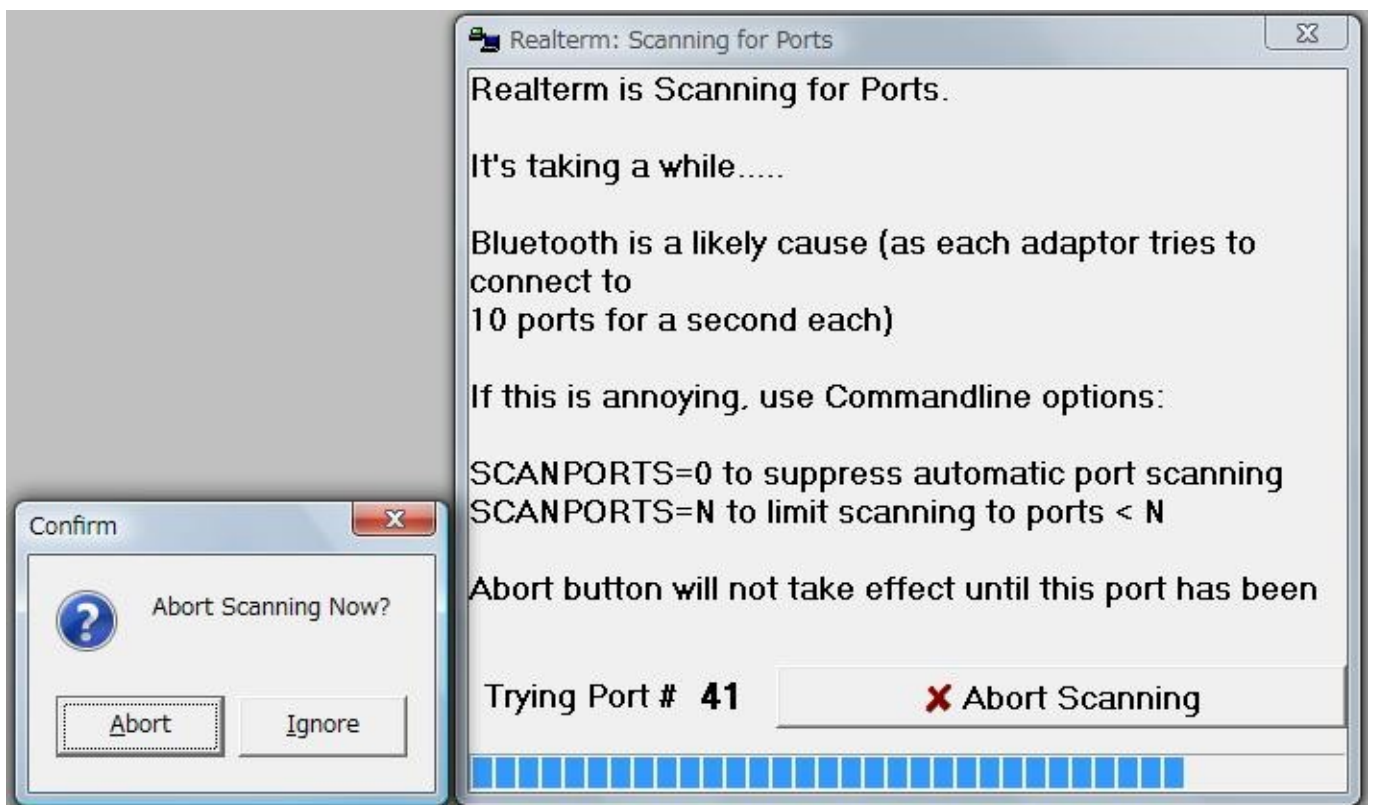 Realterm: Scanning for Ports
Realterm is Scanning for Ports.
It's taking a while.....
Bluetooth is a likely cause (as each adaptor tries to
connect to
10 ports for a second each)
If this is annoying, use Commandline options:
SCANPORTS=0 to suppress automatic port scanning
SCANPORTS=N to limit scanning to ports < N
Abort button will not take effect until this port has been
Trying Port # 41
Abort Scanning
Confirm
Abort Scanning Now?
Abort
Ignore